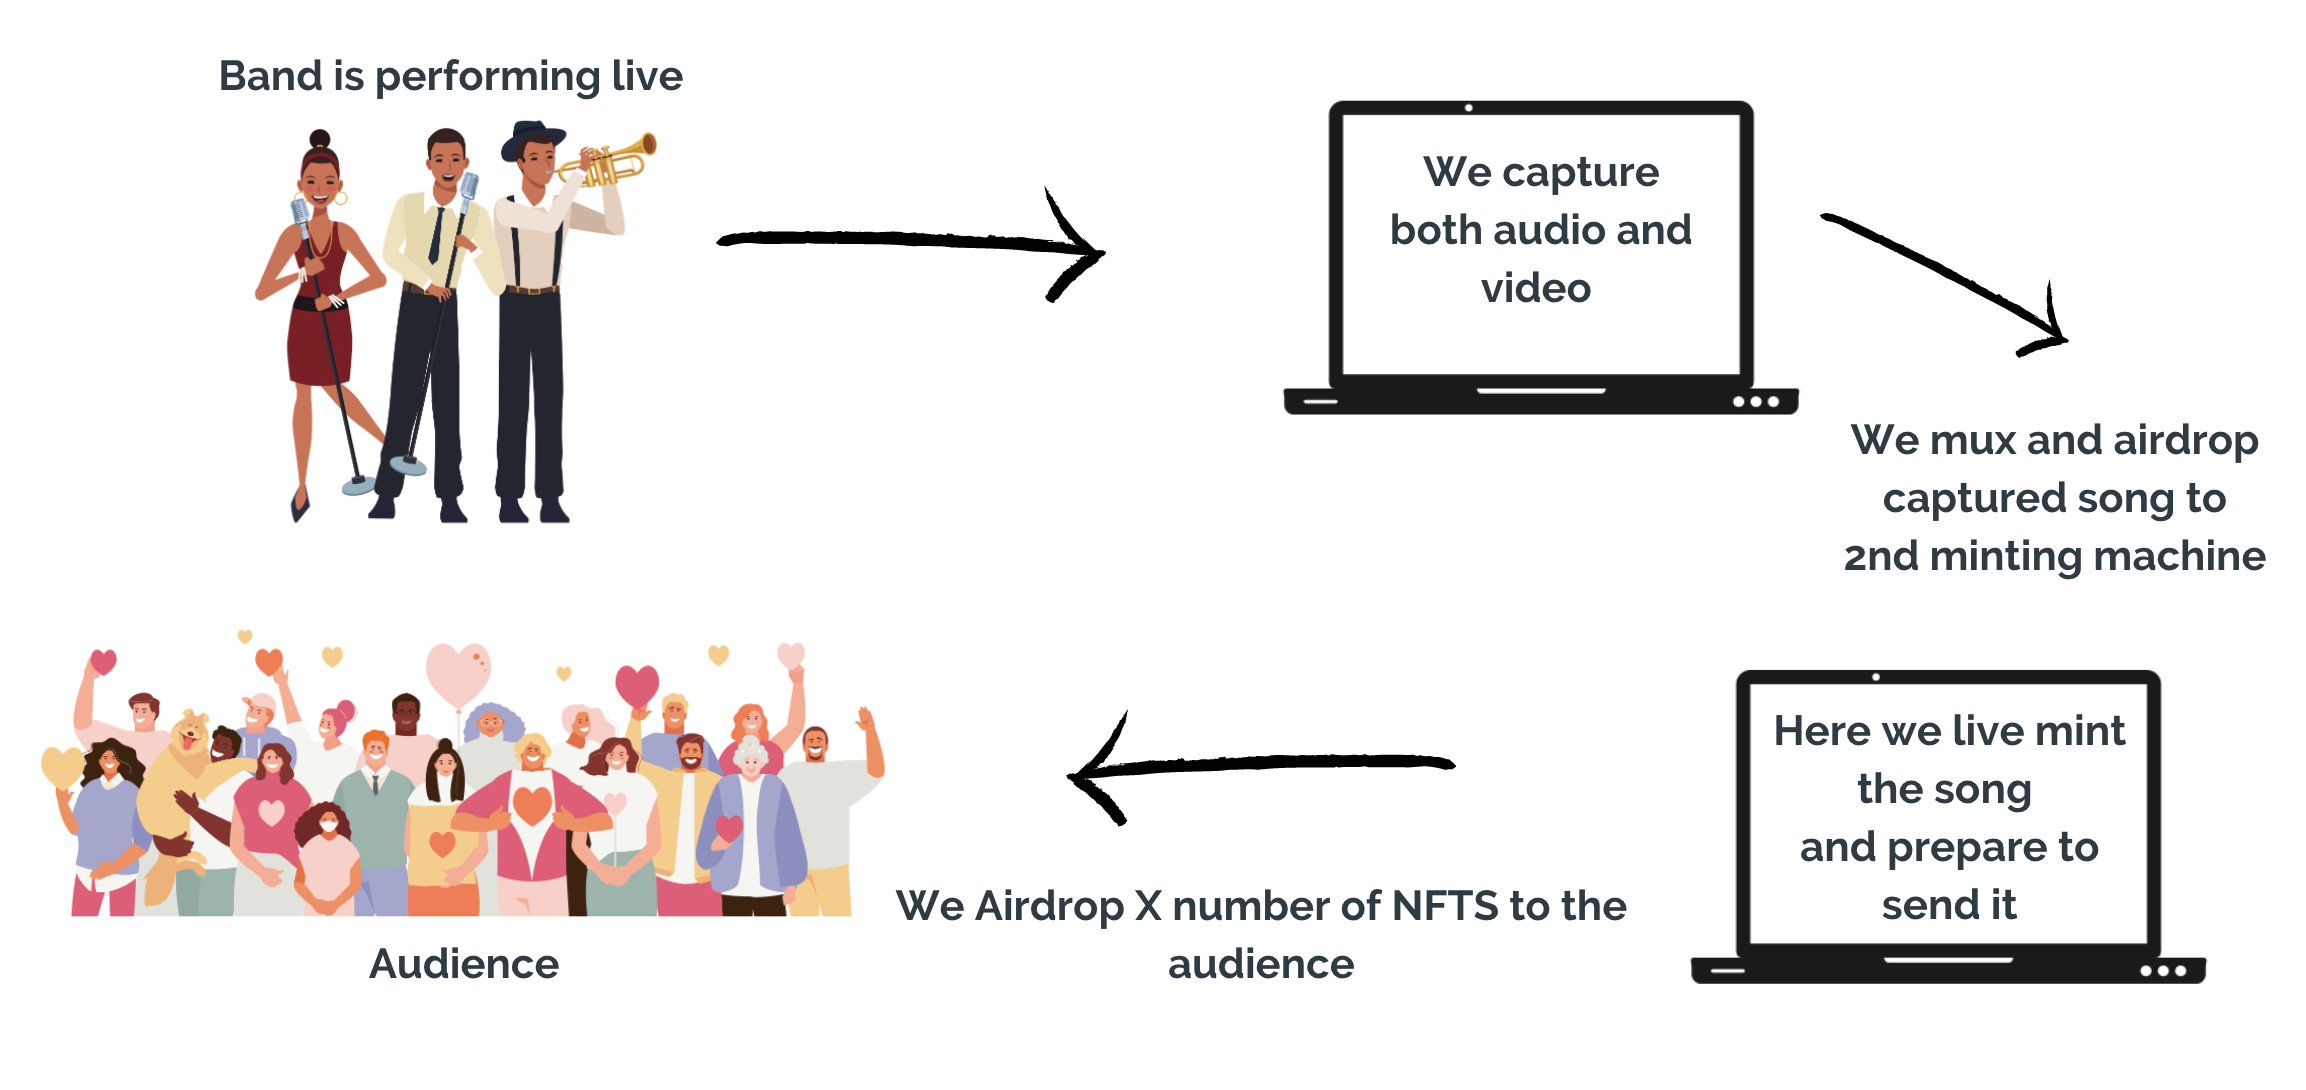 Band is performing live
We capture
both audio and
video
We mux and airdrop
captured song to
2nd minting machine
Here we live mint
the song
and prepare to
send it
We Airdrop X number of NFTS to the
audience
Audience